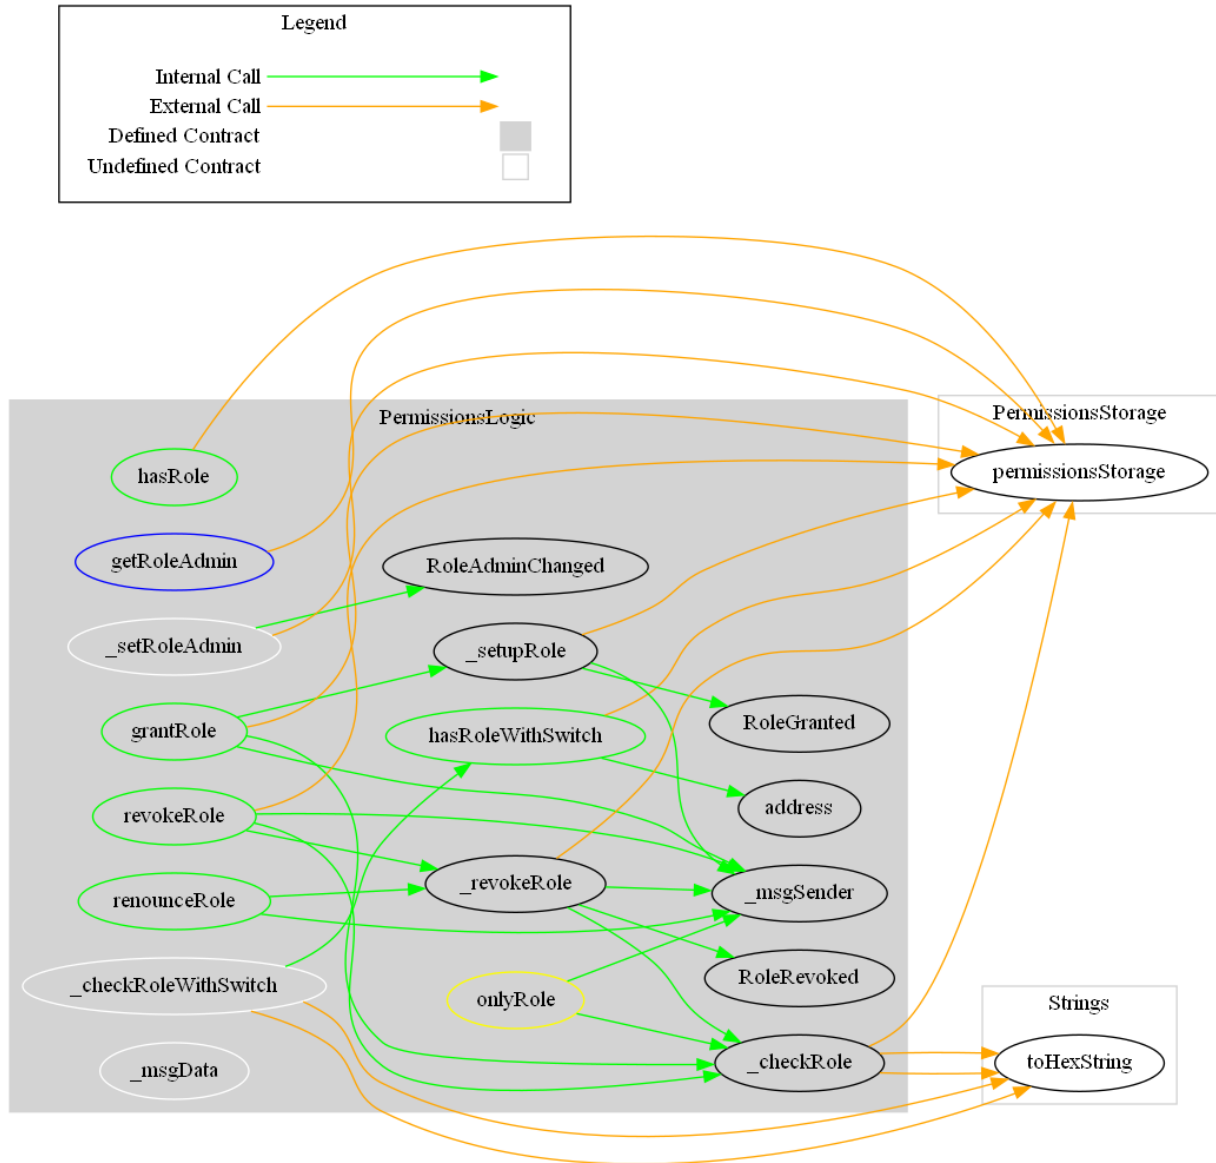 Legend
Internal Call
External Call
Defined Contract
Undefined Contract
PermissionsLogic
hasRole
getRoleAdmin
_setRoleAdmin
grantRole
revokeRole
renounceRole
_checkRoleWithSwitch
_msgData
RoleAdminChanged
_setupRole
hasRoleWithSwitch
_revokeRole
onlyRole
RoleGranted
address
_msgSender
RoleRevoked
_checkRole
PermissionsStorage
permissionsStorage
Strings
toHexString